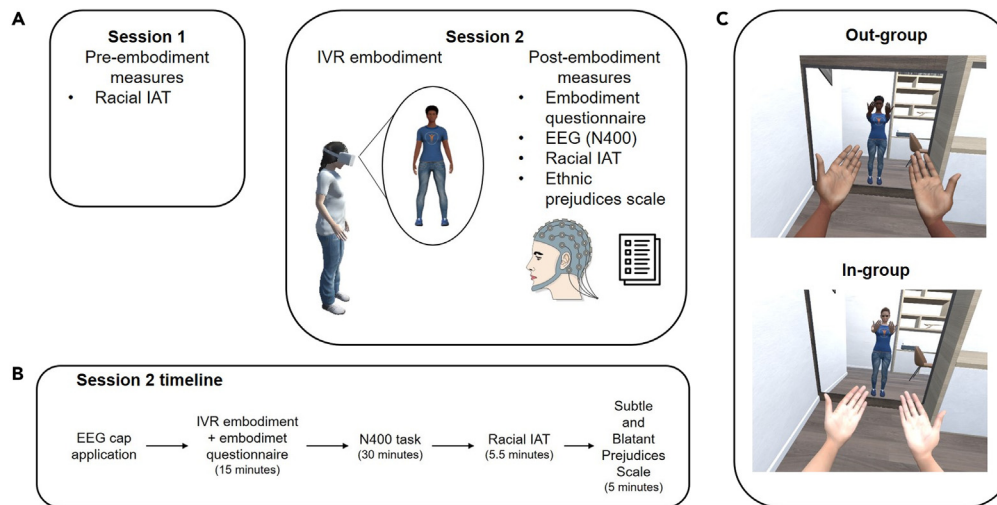 A
Session 1
Pre-embodiment
measures
• Racial IAT
Session 2
IVR embodiment
Post-embodiment
measures
• Embodiment
questionnaire
• EEG (N400)
• Racial IAT
• Ethnic
prejudices scale
B
Session 2 timeline
EEG cap
application
IVR embodiment
+ embodimet
questionnaire
(15 minutes)
N400 task
(30 minutes)
Racial IAT
(5.5 minutes)
Subtle
and
Blatant
Prejudices
Scale
(5 minutes)
C
Out-group
In-group